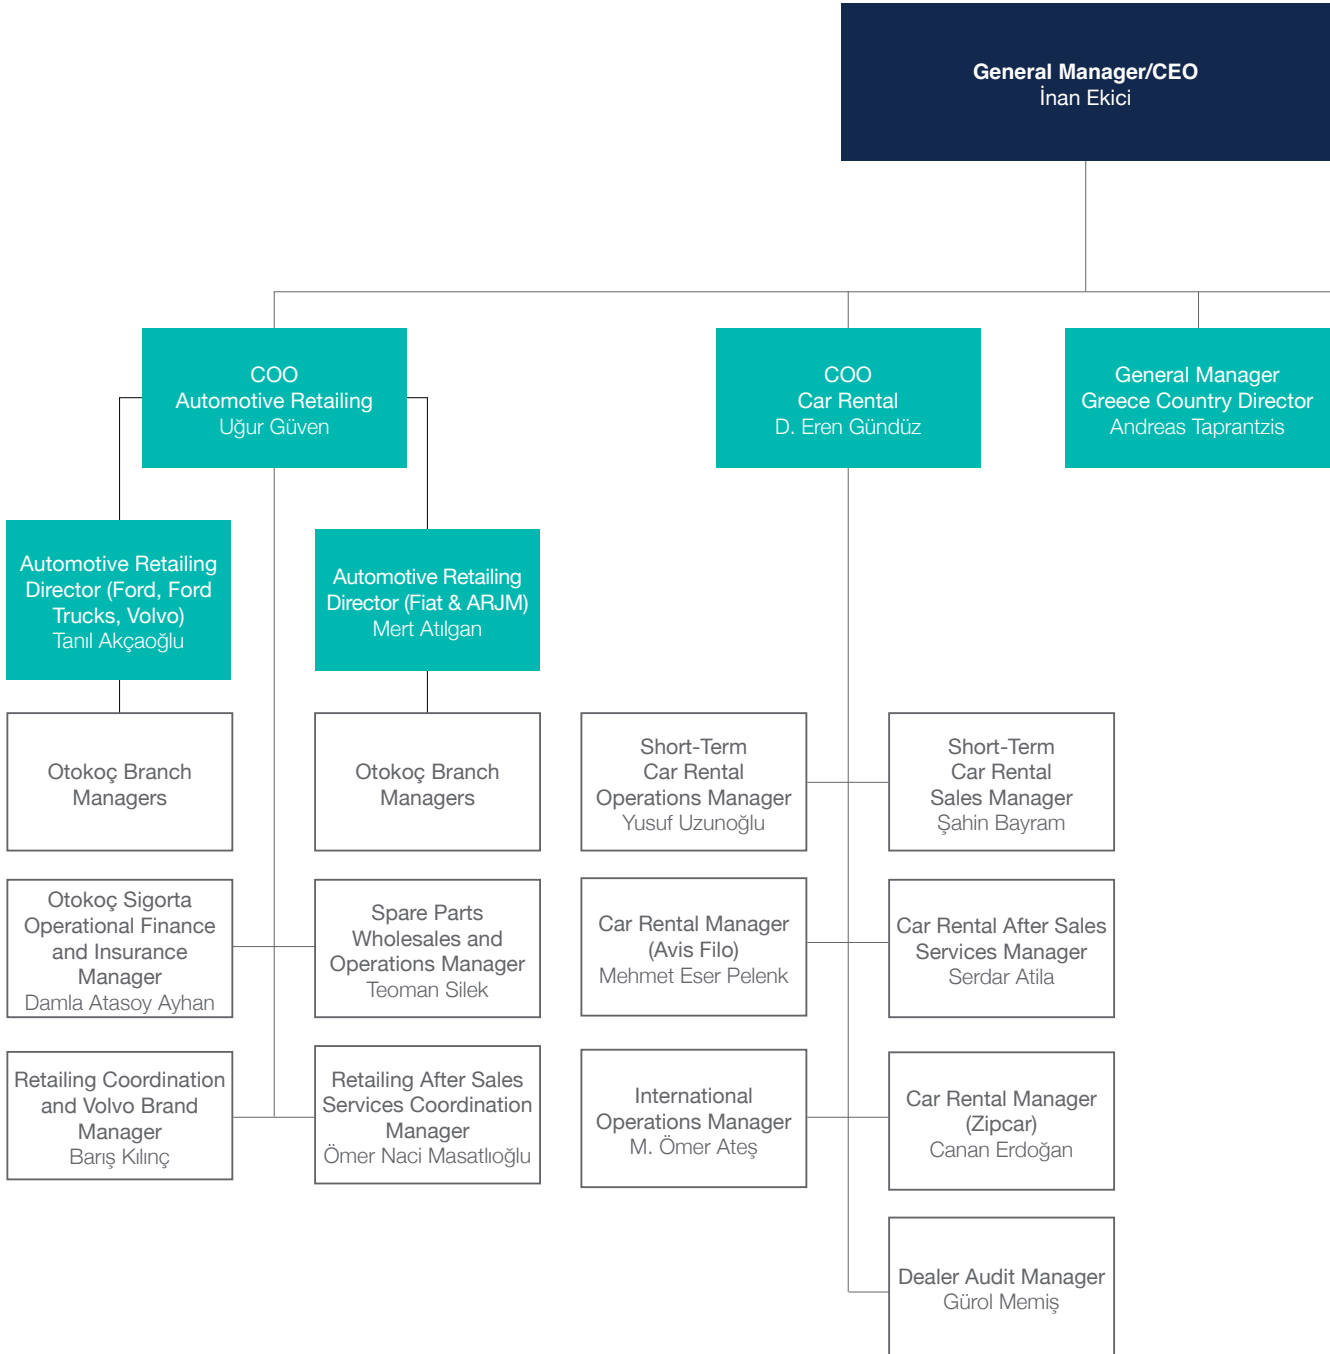 General Manager/CEO
İnan Ekici
COO
Automotive Retailing
Uğur Güven
COO
Car Rental
D. Eren Gündüz
General Manager
Greece Country Director
Andreas Taprantzis
Automotive Retailing
Director (Ford, Ford
Trucks, Volvo)
Tanıl Akçaoğlu
Automotive Retailing
Director (Fiat & ARJM)
Mert Atılgan
Otokoç Branch
Managers
Otokoç Branch
Managers
Short-Term
Car Rental
Operations Manager
Yusuf Uzunoğlu
Short-Term
Car Rental
Sales Manager
Şahin Bayram
Otokoç Sigorta
Operational Finance
and Insurance
Manager
Damla Atasoy Ayhan
Spare Parts
Wholesales and
Operations Manager
Teoman Silek
Car Rental Manager
(Avis Filo)
Mehmet Eser Pelenk
Car Rental After Sales
Services Manager
Serdar Atila
Retailing Coordination
and Volvo Brand
Manager
Barış Kılınç
Retailing After Sales
Services Coordination
Manager
Ömer Naci Masatlıoğlu
International
Operations Manager
M. Ömer Ateş
Car Rental Manager
(Zipcar)
Canan Erdoğan
Dealer Audit Manager
Gürol Memiş